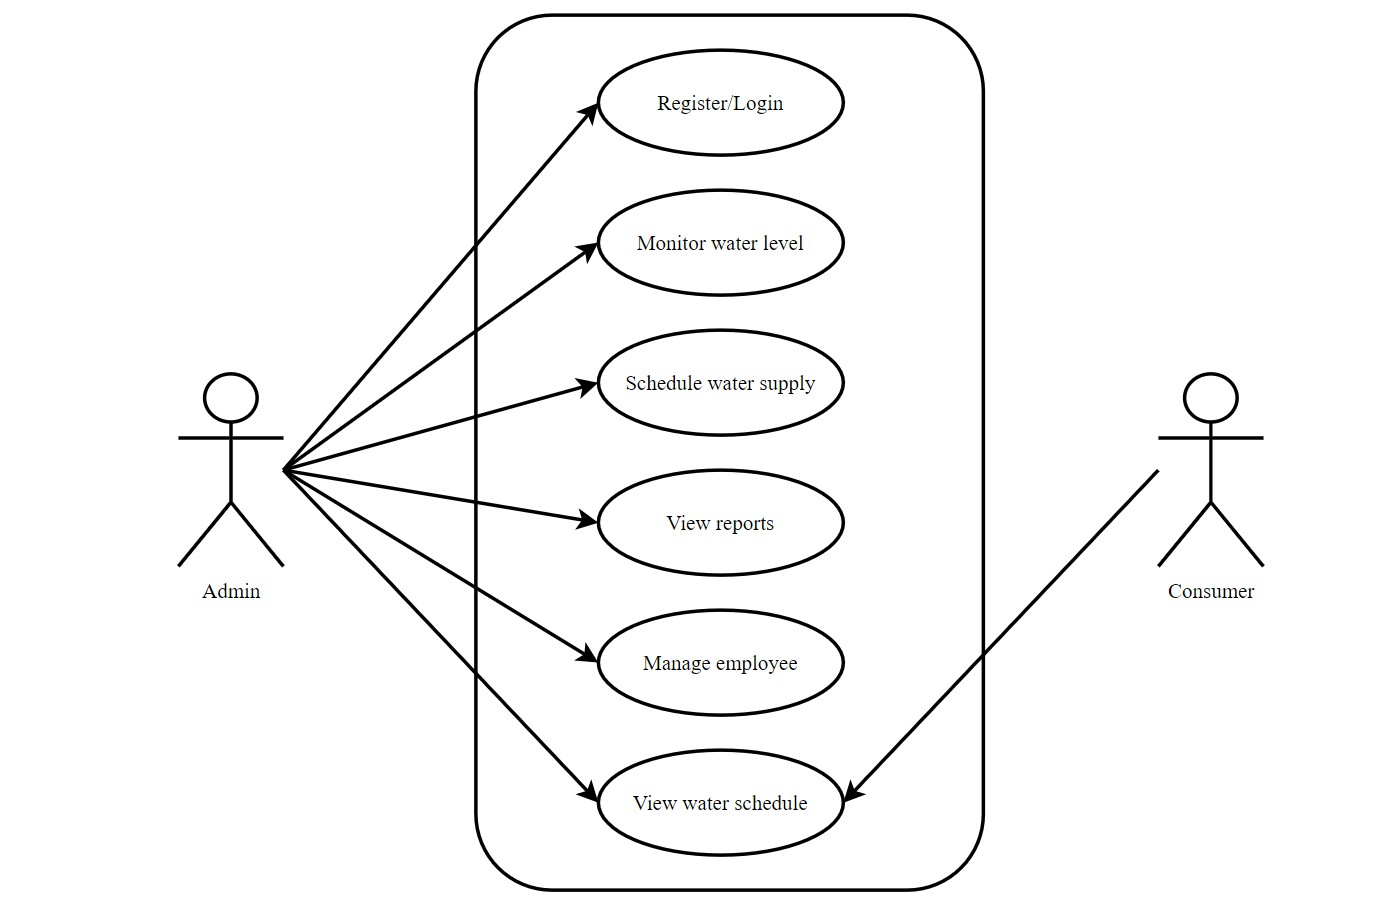 Register/Login
Monitor water level
Schedule water supply
View reports
Admin
Consumer
Manage employee
View water schedule